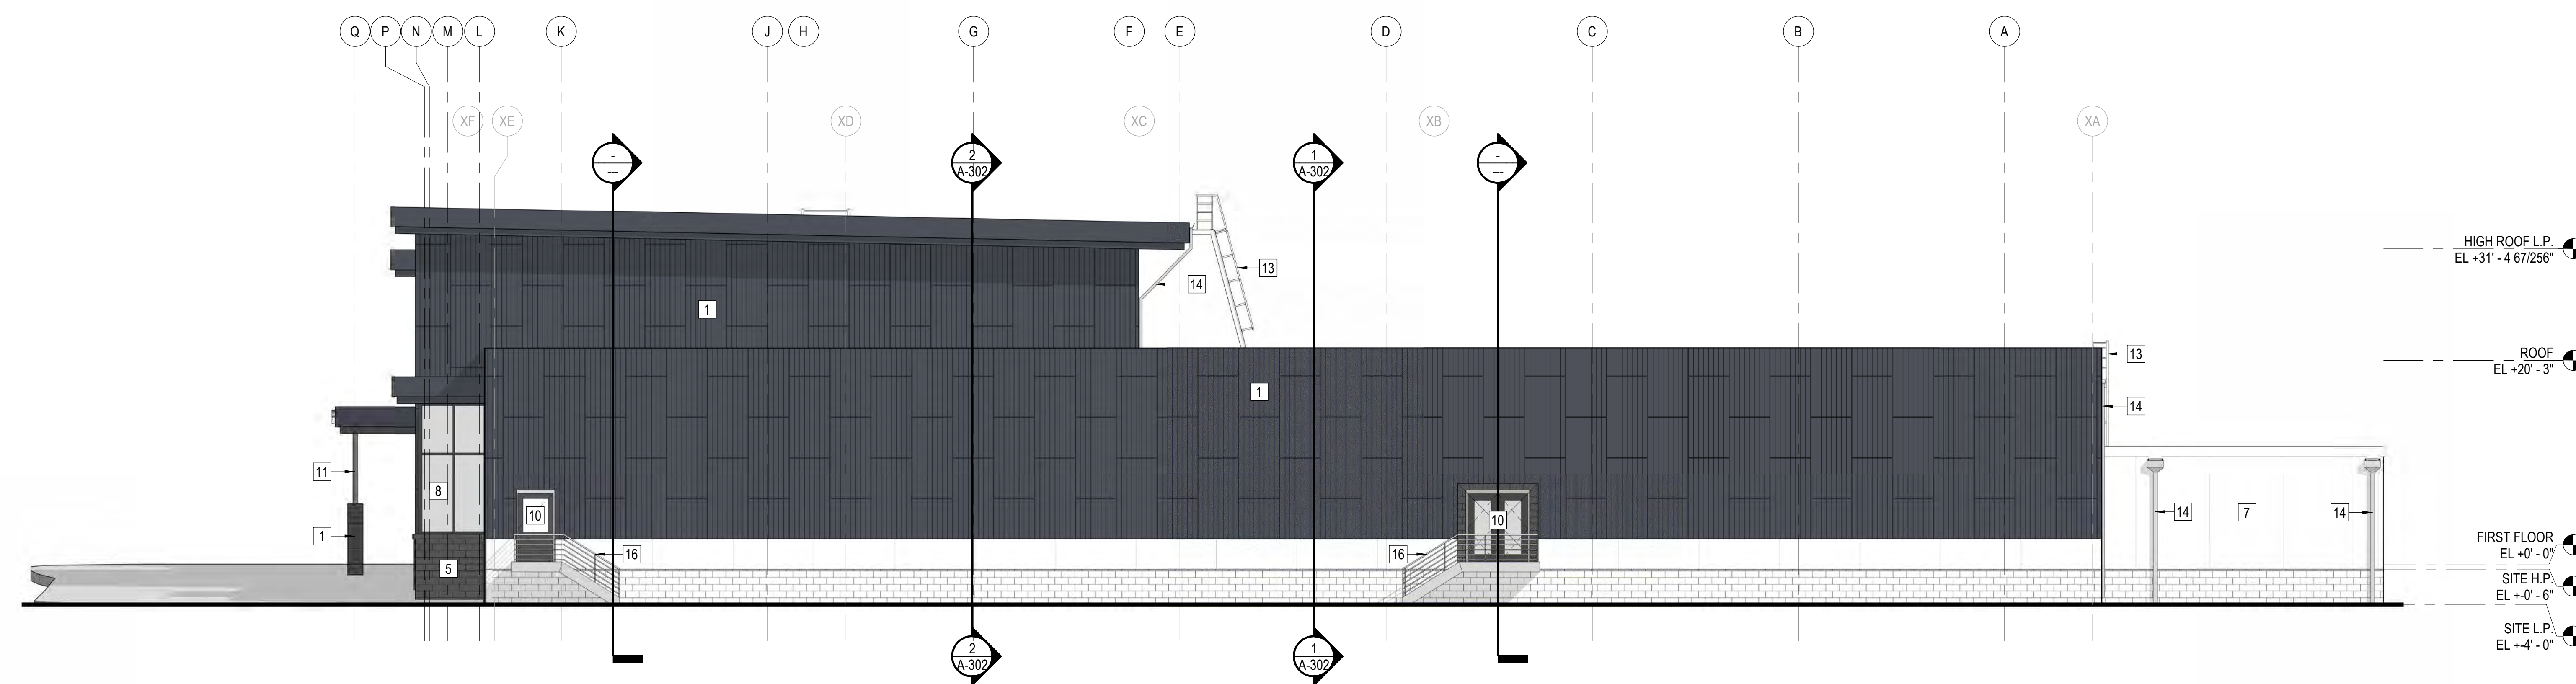 Q
P
N
M
L
K
J
H
G
F
E
D
C
B
A
XF
XE
XD
XC
XB
XA
-
---
2
A-302
1
A-302
-
---
HIGH ROOF L.P.
EL +31' - 4 67/256"
13
14
1
ROOF
EL +20' - 3"
13
1
14
11
8
10
10
14
7
14
1
FIRST FLOOR
EL +0' - 0"
16
16
5
SITE H.P.
EL +-0' - 6"
SITE L.P.
EL +-4' - 0"
2
A-302
1
A-302